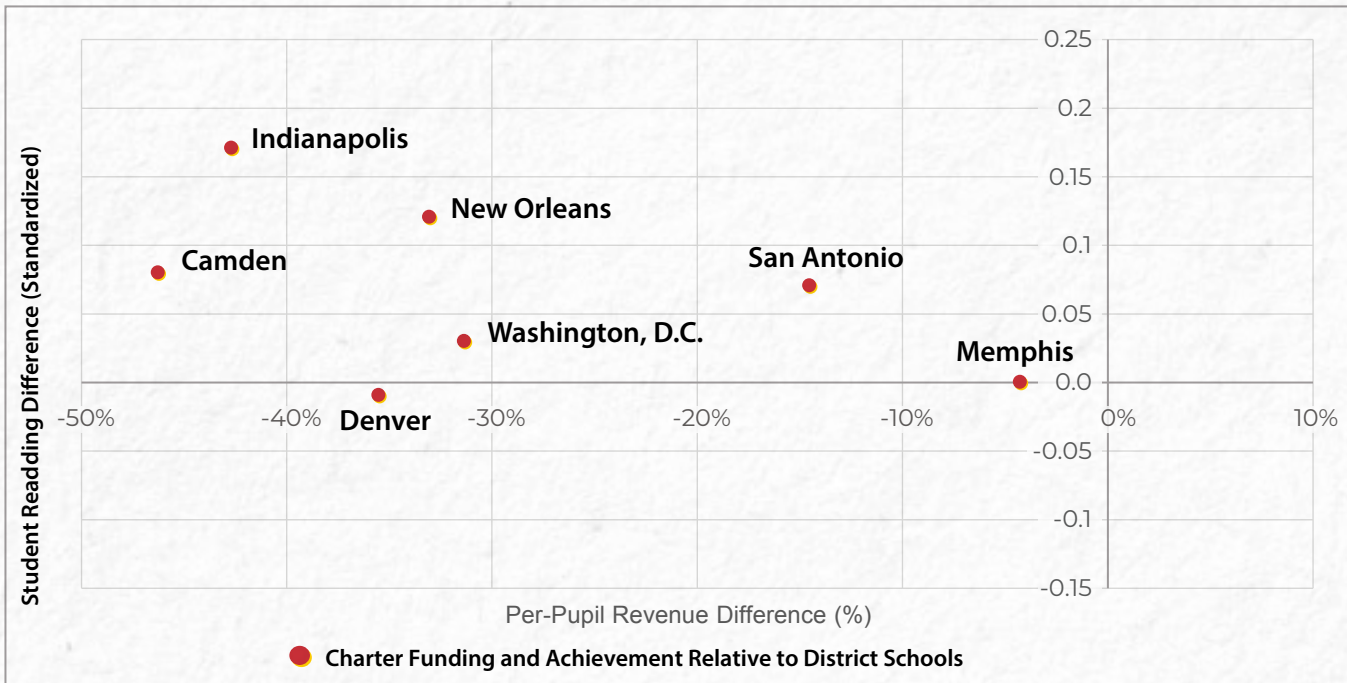 Student Readding Difference (Standardized)
0.25
0.2
0.15
0.1
0.05
0.0
-0.05
-0.1
-0.15
Indianapolis
New Orleans
Camden
San Antonio
Washington, D.C.
Memphis
Denver
-50%
-40%
-30%
-20%
-10%
0%
10%
Per-Pupil Revenue Difference (%)
Charter Funding and Achievement Relative to District Schools